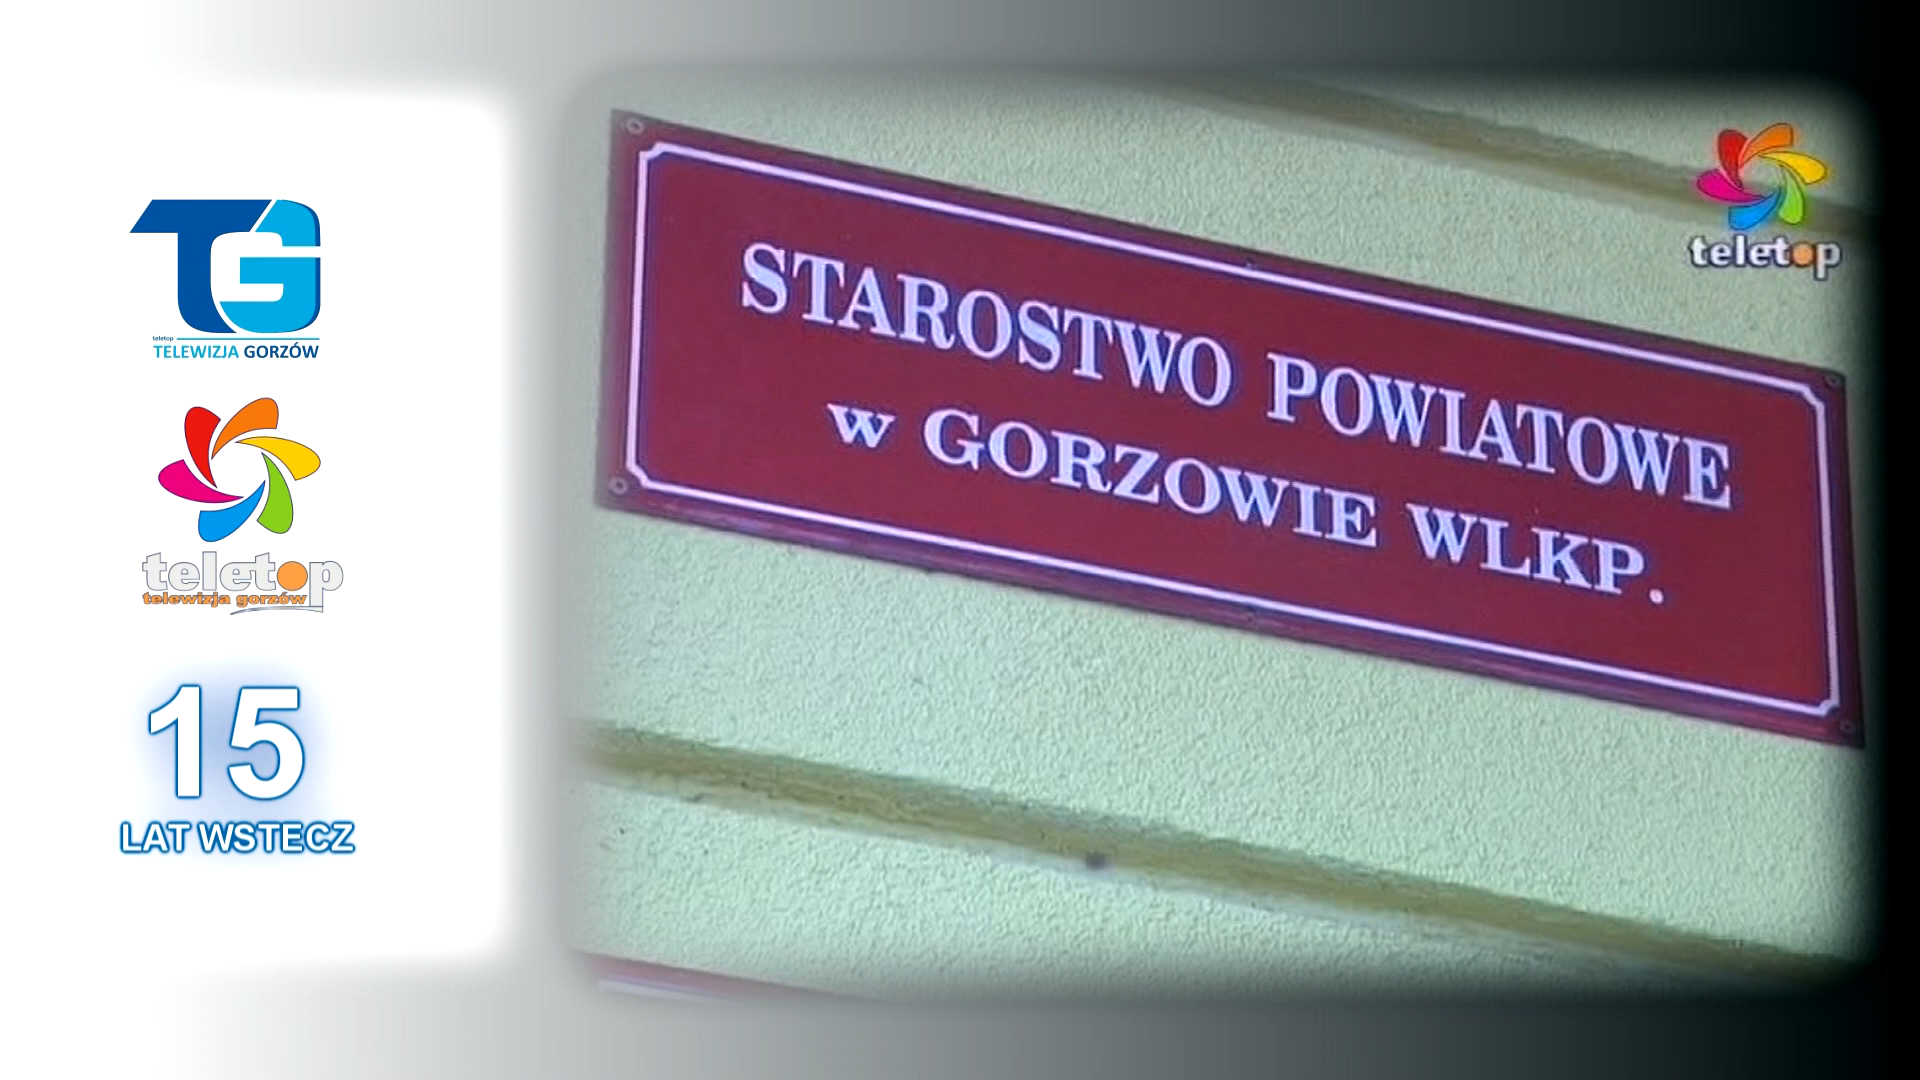 TG
teletop
TELEWIZJA GORZÓW
teletop
telewizja gorzów
15
LAT WSTECZ
STAROSTWO POWIATOWE
w GORZOWIE WLKP.
teletop